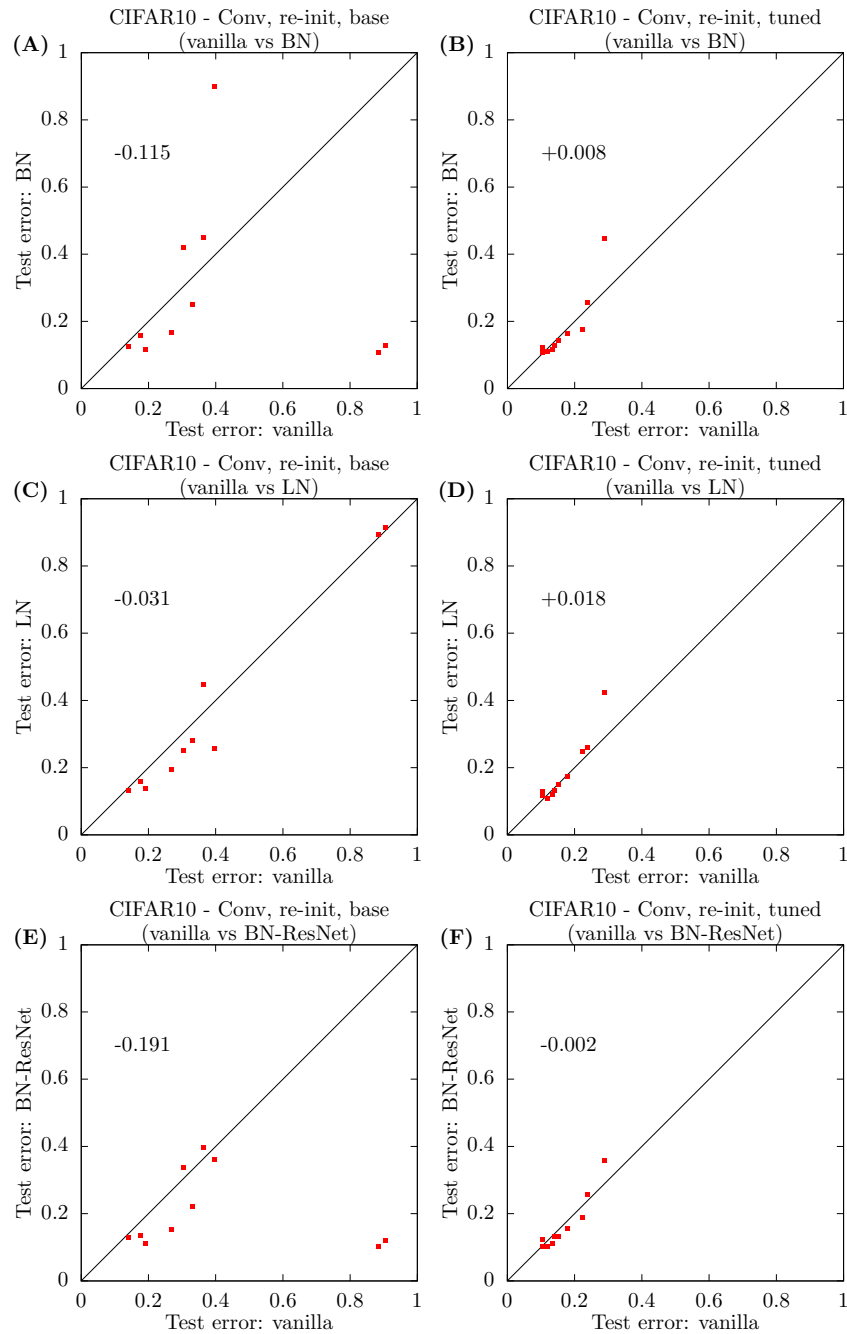 CIFAR10 - Conv, re-init, base
(A) (vanilla vs BN)
1
0.8
0.6
0.4
0.2
0
-0.115
Test error: BN
0 0.2 0.4 0.6 0.8 1
Test error: vanilla
CIFAR10 - Conv, re-init, tuned
(B) (vanilla vs BN)
1
0.8
0.6
0.4
0.2
0
+0.008
Test error: BN
0 0.2 0.4 0.6 0.8 1
Test error: vanilla
CIFAR10 - Conv, re-init, base
(C) (vanilla vs LN)
1
0.8
0.6
0.4
0.2
0
-0.031
Test error: LN
0 0.2 0.4 0.6 0.8 1
Test error: vanilla
CIFAR10 - Conv, re-init, tuned
(D) (vanilla vs LN)
1
0.8
0.6
0.4
0.2
0
+0.018
Test error: LN
0 0.2 0.4 0.6 0.8 1
Test error: vanilla
CIFAR10 - Conv, re-init, base
(E) (vanilla vs BN-ResNet)
1
0.8
0.6
0.4
0.2
0
-0.191
Test error: BN-ResNet
0 0.2 0.4 0.6 0.8 1
Test error: vanilla
CIFAR10 - Conv, re-init, tuned
(F) (vanilla vs BN-ResNet)
1
0.8
0.6
0.4
0.2
0
-0.002
Test error: BN-ResNet
0 0.2 0.4 0.6 0.8 1
Test error: vanilla